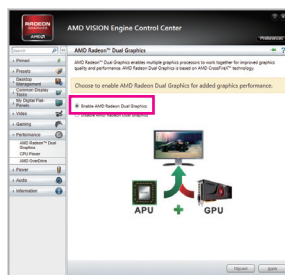 RADEON
GRAPHICS
AMD
AMD VISION Engine Control Center
Preferences
Search
Pinned
Presets
Desktop Management
Common Display Tasks
My Digital Flat-Panels
Video
Gaming
Performance
AMD Radeon™ Dual Graphics
CPU Power
AMD OverDrive
Power
Audio
Information
AMD Radeon™ Dual Graphics
AMD Radeon™ Dual Graphics enables multiple graphics processors to work together for improved graphics
quality and performance. AMD Radeon Dual Graphics is based on AMD CrossFireX™ technology.
Choose to enable AMD Radeon Dual Graphics for added graphics performance.
Enable AMD Radeon Dual Graphics
Disable AMD Radeon Dual Graphics
APU
+
GPU
Discard
Apply